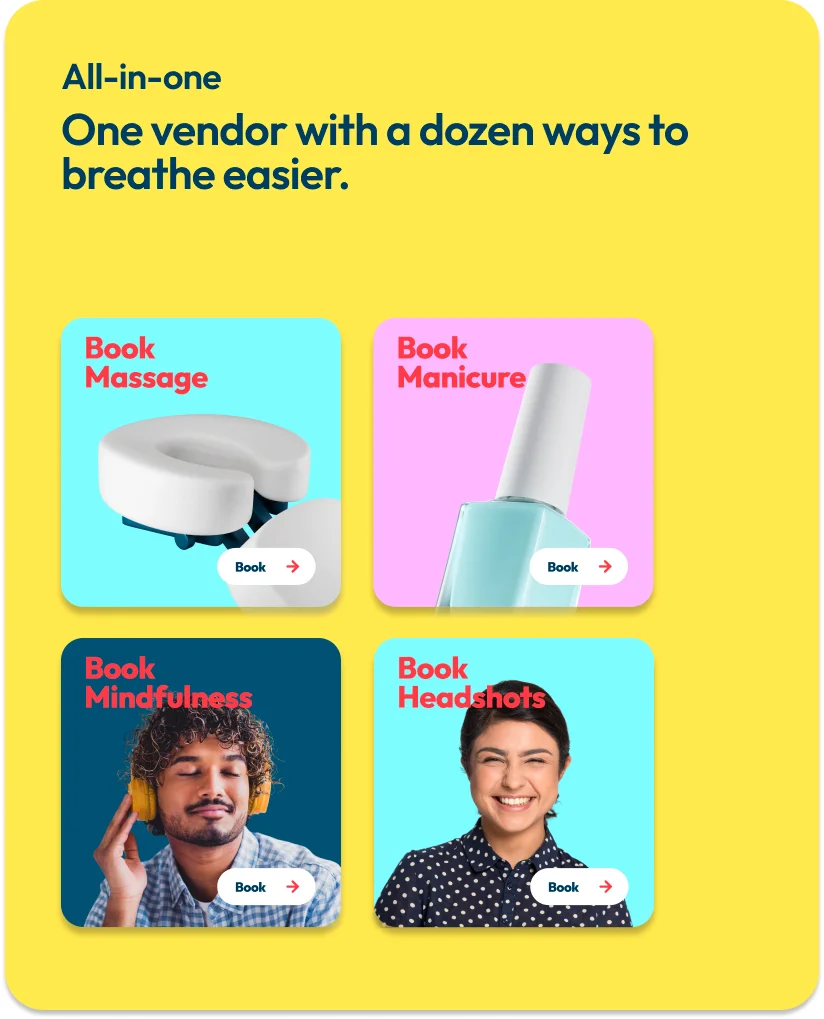 All-in-one
One vendor with a dozen ways to
breathe easier.
Book
Massage
Book
Book
Manicure
Book
Book
Mindfulness
Book
Book
Headshots
Book